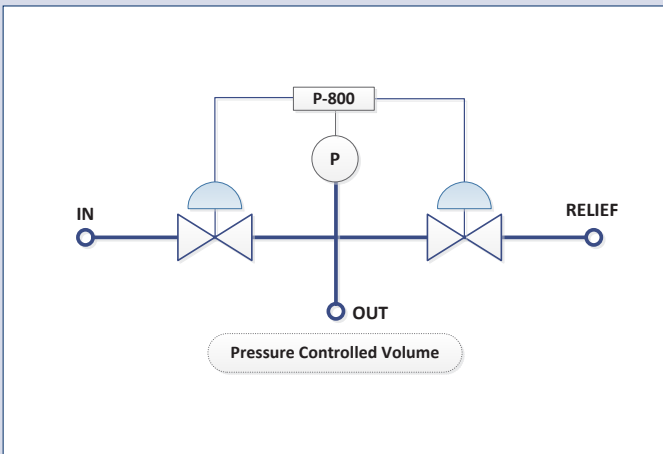 P-800
P
IN
RELIEF
OUT
Pressure Controlled Volume